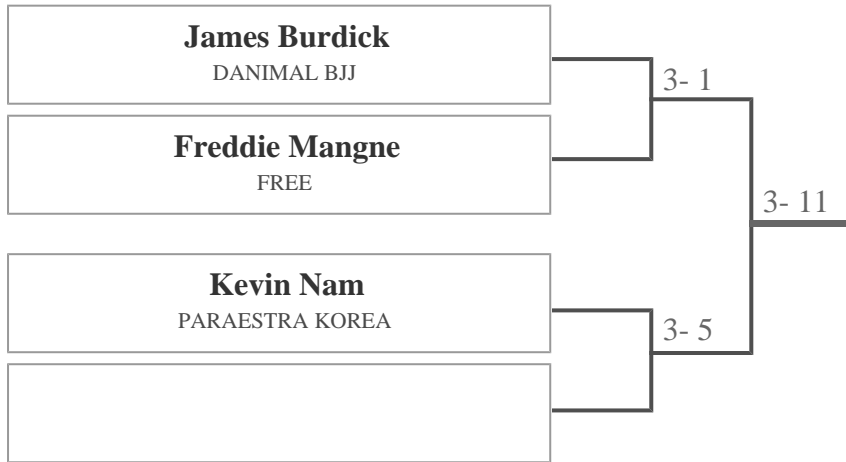 James Burdick
DANIMAL BJJ
3- 1
Freddie Mangne
FREE
3- 11
Kevin Nam
PARAESTRA KOREA
3- 5